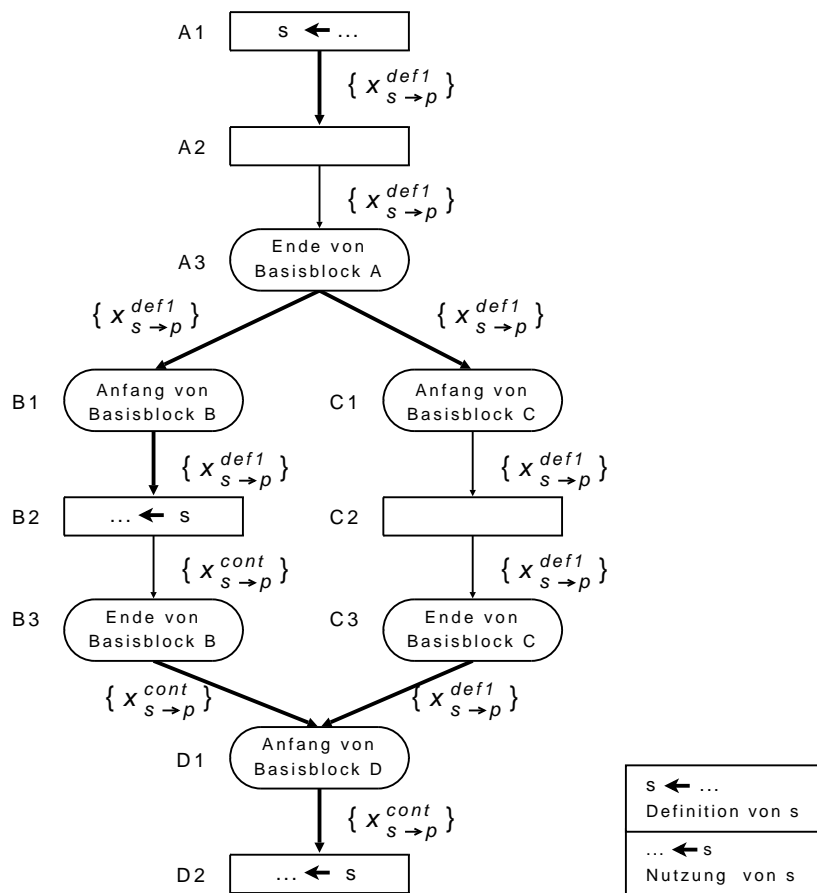 A1 s ← ...
{ x^{def1}_{s→p} }
A2
{ x^{def1}_{s→p} }
A3 Ende von
Basisblock A
{ x^{def1}_{s→p} } { x^{def1}_{s→p} }
B1 Anfang von
Basisblock B
C1 Anfang von
Basisblock C
{ x^{def1}_{s→p} } { x^{def1}_{s→p} }
B2 ... ← s
C2
{ x^{cont}_{s→p} } { x^{def1}_{s→p} }
B3 Ende von
Basisblock B
C3 Ende von
Basisblock C
{ x^{cont}_{s→p} } { x^{def1}_{s→p} }
D1 Anfang von
Basisblock D
{ x^{cont}_{s→p} }
D2 ... ← s
s ← ...
Definition von s
... ← s
Nutzung von s